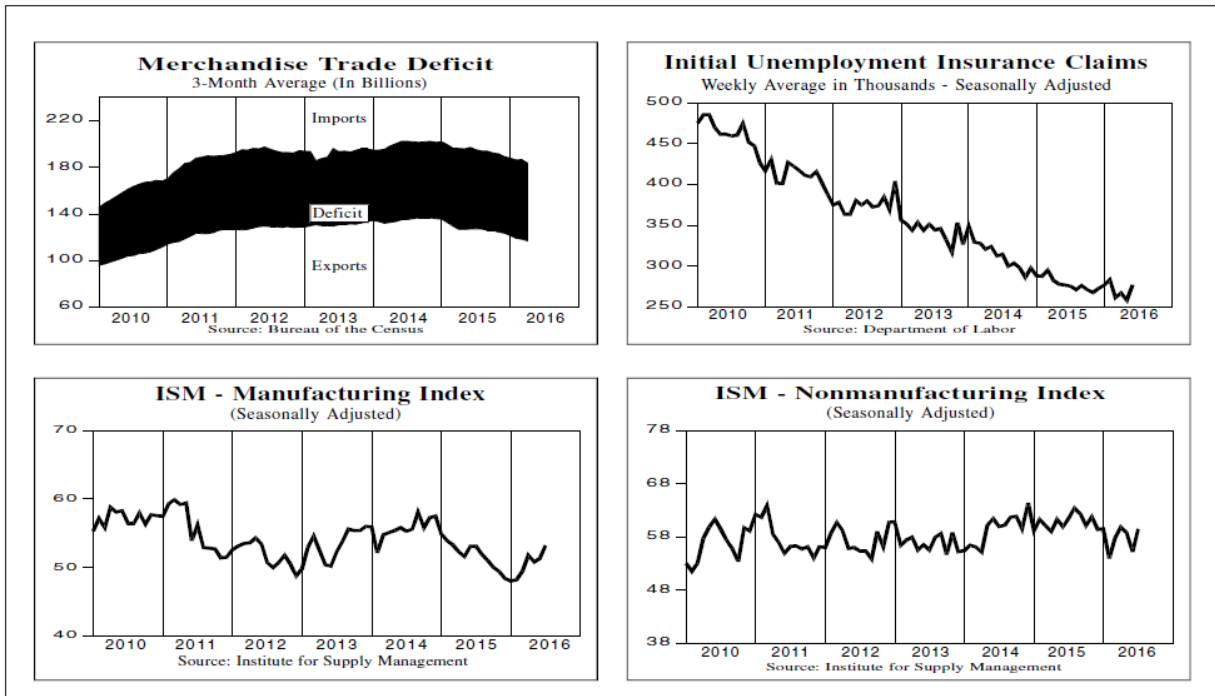 Merchandise Trade Deficit
3-Month Average (In Billions)
220
180
140
100
60
Imports
Deficit
Exports
2010 2011 2012 2013 2014 2015 2016
Source: Bureau of the Census
Initial Unemployment Insurance Claims
Weekly Average in Thousands - Seasonally Adjusted
500
450
400
350
300
250
2010 2011 2012 2013 2014 2015 2016
Source: Department of Labor
ISM - Manufacturing Index
(Seasonally Adjusted)
70
60
50
40
2010 2011 2012 2013 2014 2015 2016
Source: Institute for Supply Management
ISM - Nonmanufacturing Index
(Seasonally Adjusted)
78
68
58
48
38
2010 2011 2012 2013 2014 2015 2016
Source: Institute for Supply Management